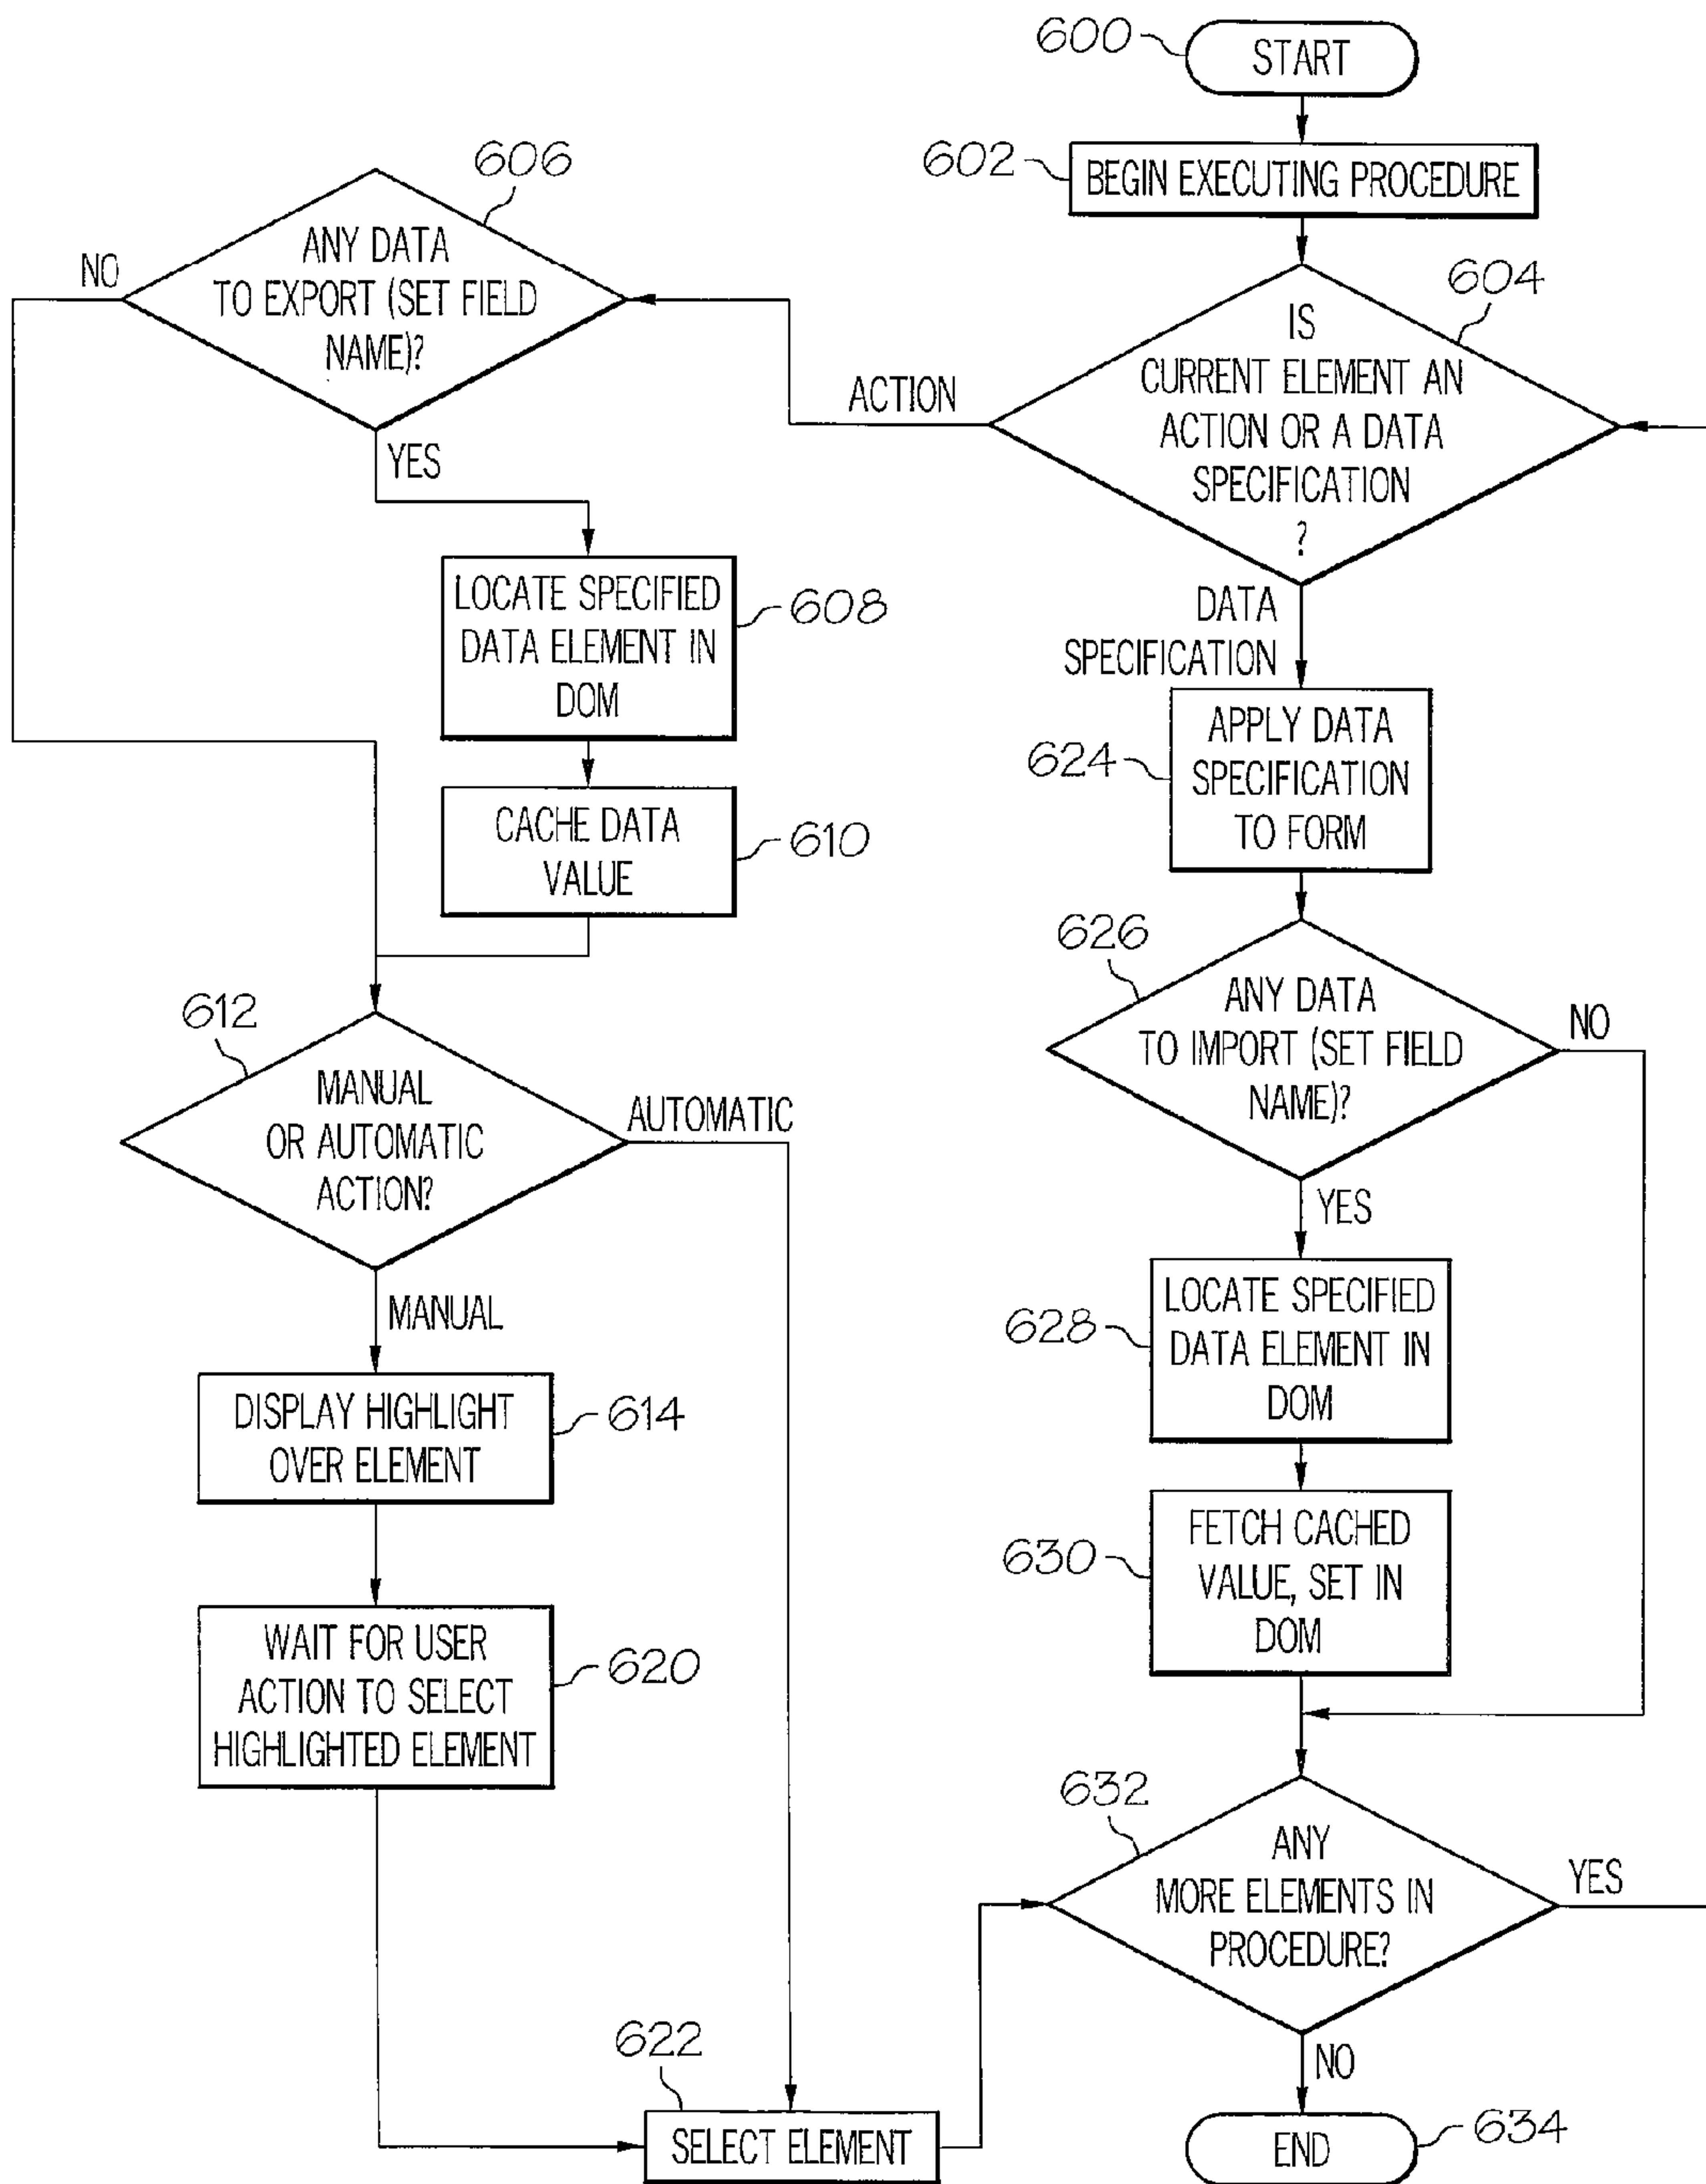 600
START
602
BEGIN EXECUTING PROCEDURE
604
IS
CURRENT ELEMENT AN
ACTION OR A DATA
SPECIFICATION
?
ACTION
606
ANY DATA
TO EXPORT (SET FIELD
NAME)?
NO
YES
LOCATE SPECIFIED
DATA ELEMENT IN
DOM
608
CACHE DATA
VALUE
610
612
MANUAL
OR AUTOMATIC
ACTION?
AUTOMATIC
MANUAL
DISPLAY HIGHLIGHT
OVER ELEMENT
614
WAIT FOR USER
ACTION TO SELECT
HIGHLIGHTED ELEMENT
620
622
SELECT ELEMENT
DATA
SPECIFICATION
624
APPLY DATA
SPECIFICATION
TO FORM
626
ANY DATA
TO IMPORT (SET FIELD
NAME)?
NO
YES
628
LOCATE SPECIFIED
DATA ELEMENT IN
DOM
630
FETCH CACHED
VALUE, SET IN
DOM
632
ANY
MORE ELEMENTS IN
PROCEDURE?
YES
NO
END
634